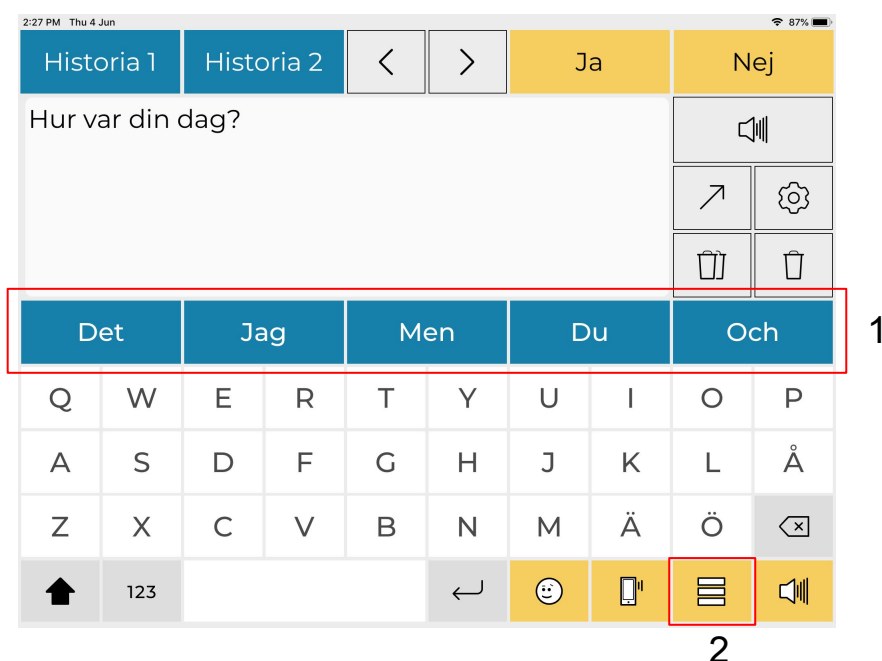 2:27 PM Thu 4 Jun 87%
Historia 1 Historia 2 < > Ja Nej
Hur var din dag?
Det Jag Men Du Och
1
Q W E R T Y U I O P
A S D F G H J K L Å
Z X C V B N M Ä Ö
123
2